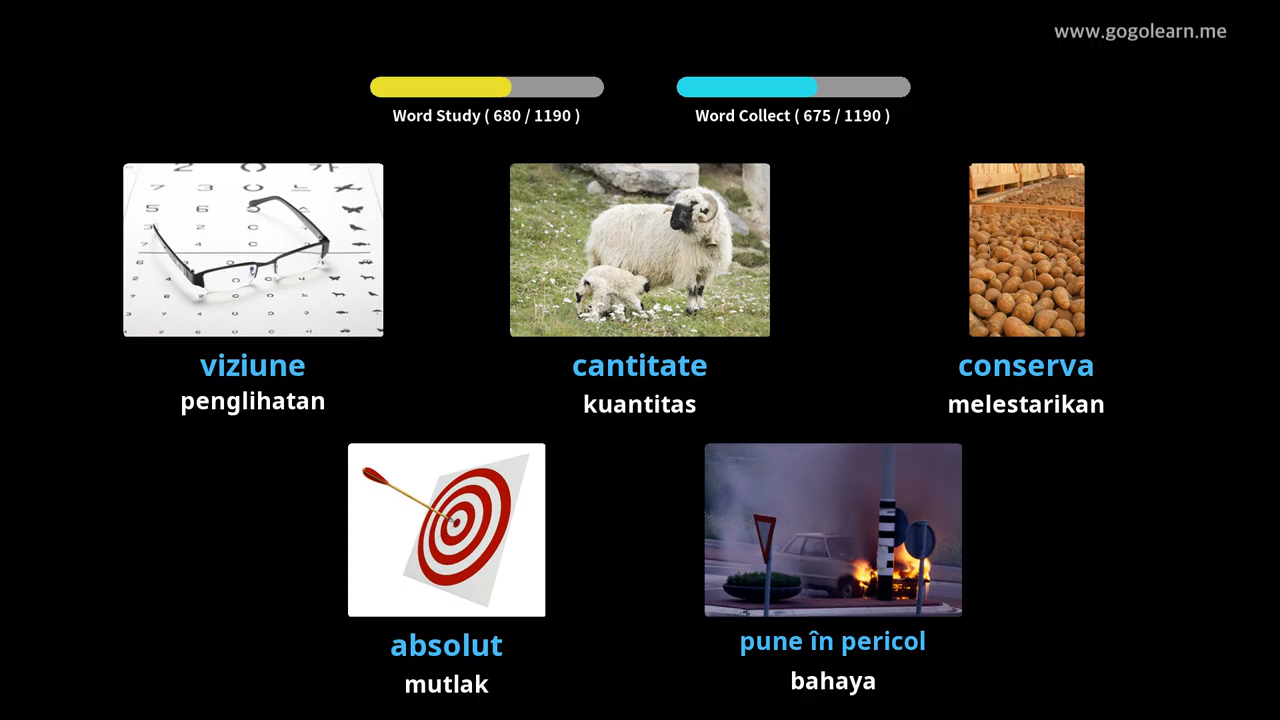 www.gogolearn.me
Word Study ( 680 / 1190 )
Word Collect ( 675 / 1190 )
viziune
penglihatan
cantitate
kuantitas
conserva
melestarikan
absolut
mutlak
pune în pericol
bahaya